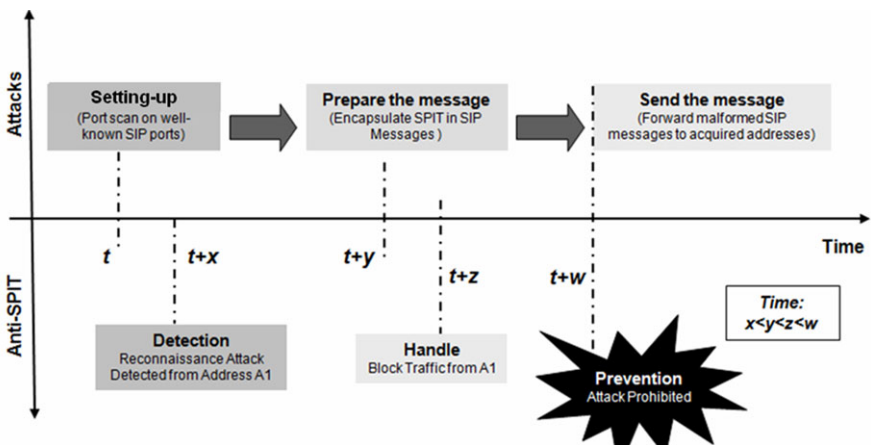 Attacks
Setting-up
(Port scan on well-
known SIP ports)
Prepare the message
(Encapsulate SPIT in SIP
Messages )
Send the message
(Forward malformed SIP
messages to acquired addresses)
Time
t
t+x
t+y
t+z
t+w
Anti-SPIT
Detection
Reconnaissance Attack
Detected from Address A1
Handle
Block Traffic from A1
Prevention
Attack Prohibited
Time:
x<y<z<w